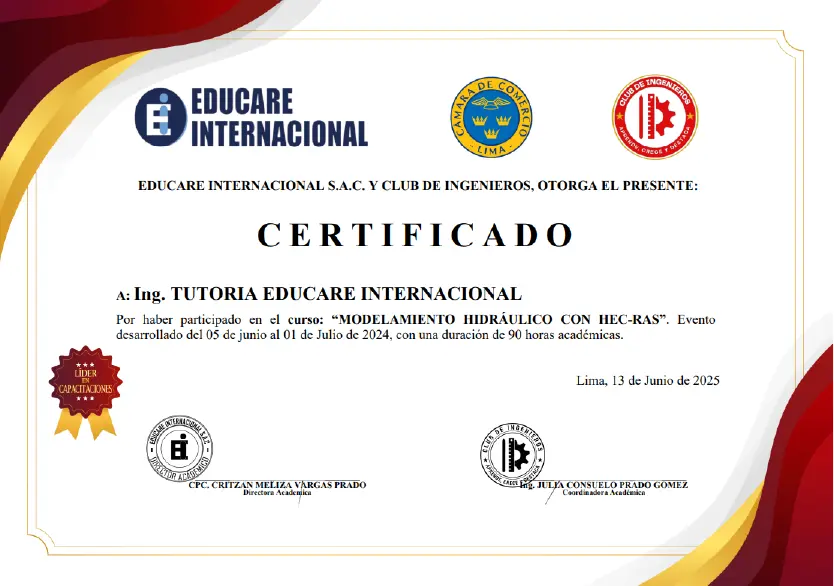 EDUCARE
INTERNACIONAL
CÁMARA DE COMERCIO
LIMA
CLUB DE INGENIEROS
APRENDE, CREDE Y DESTACA
EDUCARE INTERNACIONAL S.A.C. Y CLUB DE INGENIEROS, OTORGA EL PRESENTE:
CERTIFICADO
A: Ing. TUTORIA EDUCARE INTERNACIONAL
Por haber participado en el curso: “MODELAMIENTO HIDRÁULICO CON HEC-RAS”. Evento
desarrollado del 05 de junio al 01 de Julio de 2024, con una duración de 90 horas académicas.
LÍDER
EN
CAPACITACIONES
Lima, 13 de Junio de 2025
EDUCARE INTERNACIONAL S.A.C.
DIRECTOR ACADÉMICO
CPC. CRITZAN MELIZA VARGAS PRADO
Directora Academica
CLUB DE INGENIEROS
Ing. JULIA CONSUELO PRADO GOMEZ
Coordinadora Académica